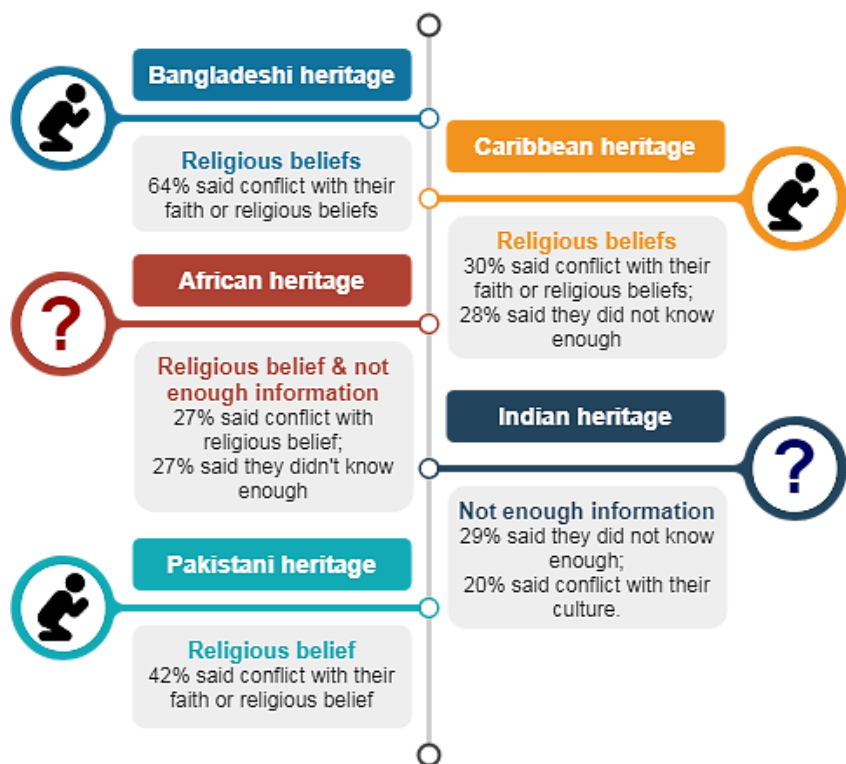 Bangladeshi heritage
Religious beliefs
64% said conflict with their
faith or religious beliefs
Caribbean heritage
Religious beliefs
30% said conflict with their
faith or religious beliefs;
28% said they did not know
enough
African heritage
?
Religious belief & not
enough information
27% said conflict with
religious belief;
27% said they didn't know
enough
Indian heritage
?
Not enough information
29% said they did not know
enough;
20% said conflict with their
culture.
Pakistani heritage
Religious belief
42% said conflict with their
faith or religious belief